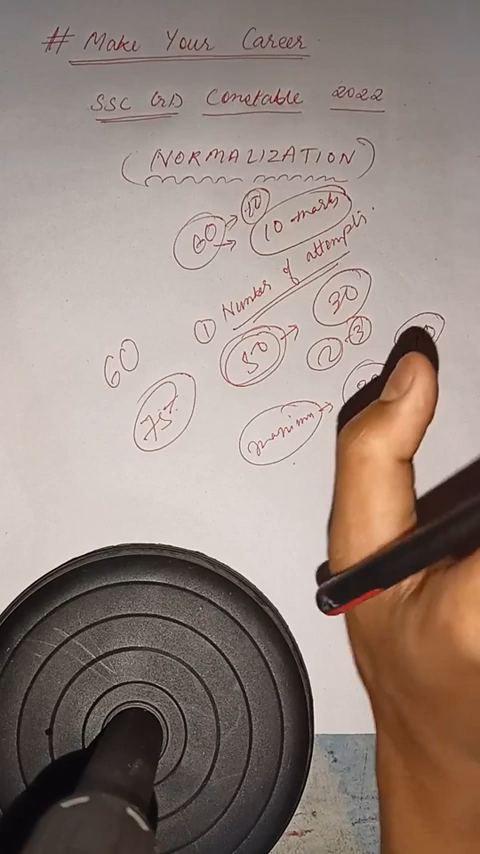 # Make Your Career
SSC GD Constable 2022
(NORMALIZATION)
60 → 10
→ 10 marks
① Number of attempts.
50 → 30
2 3
60
75%
maximum →